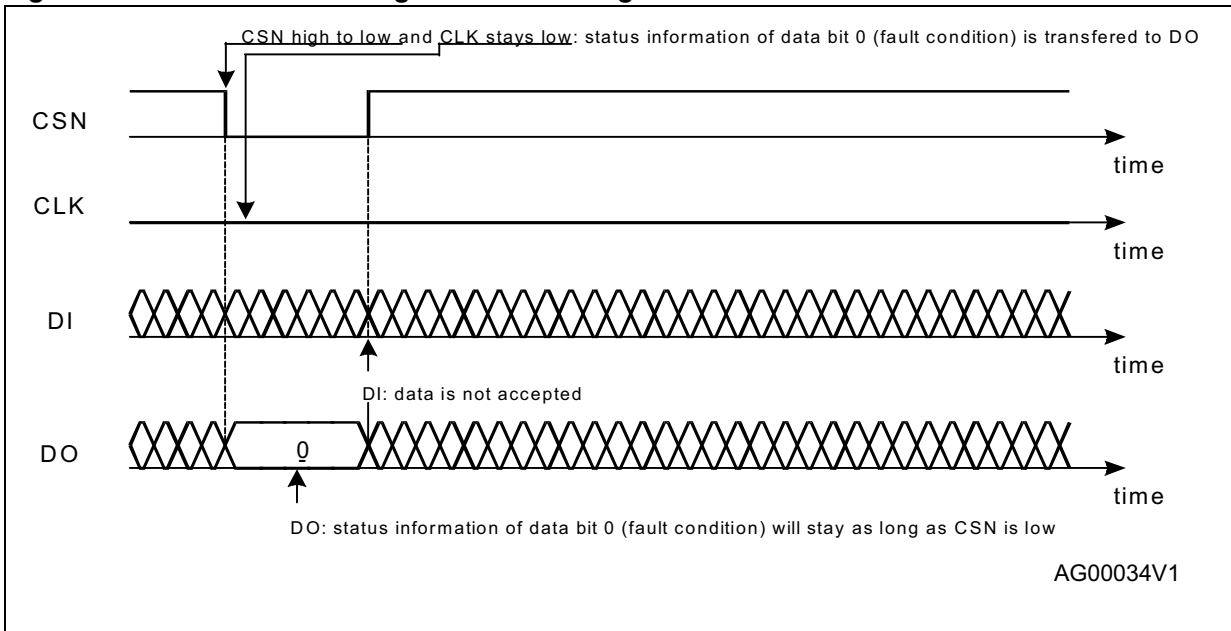 CSN high to low and CLK stays low: status information of data bit 0 (fault condition) is transfered to DO
CSN
time
CLK
time
DI
time
DI: data is not accepted
DO
0
time
DO: status information of data bit 0 (fault condition) will stay as long as CSN is low
AG00034V1